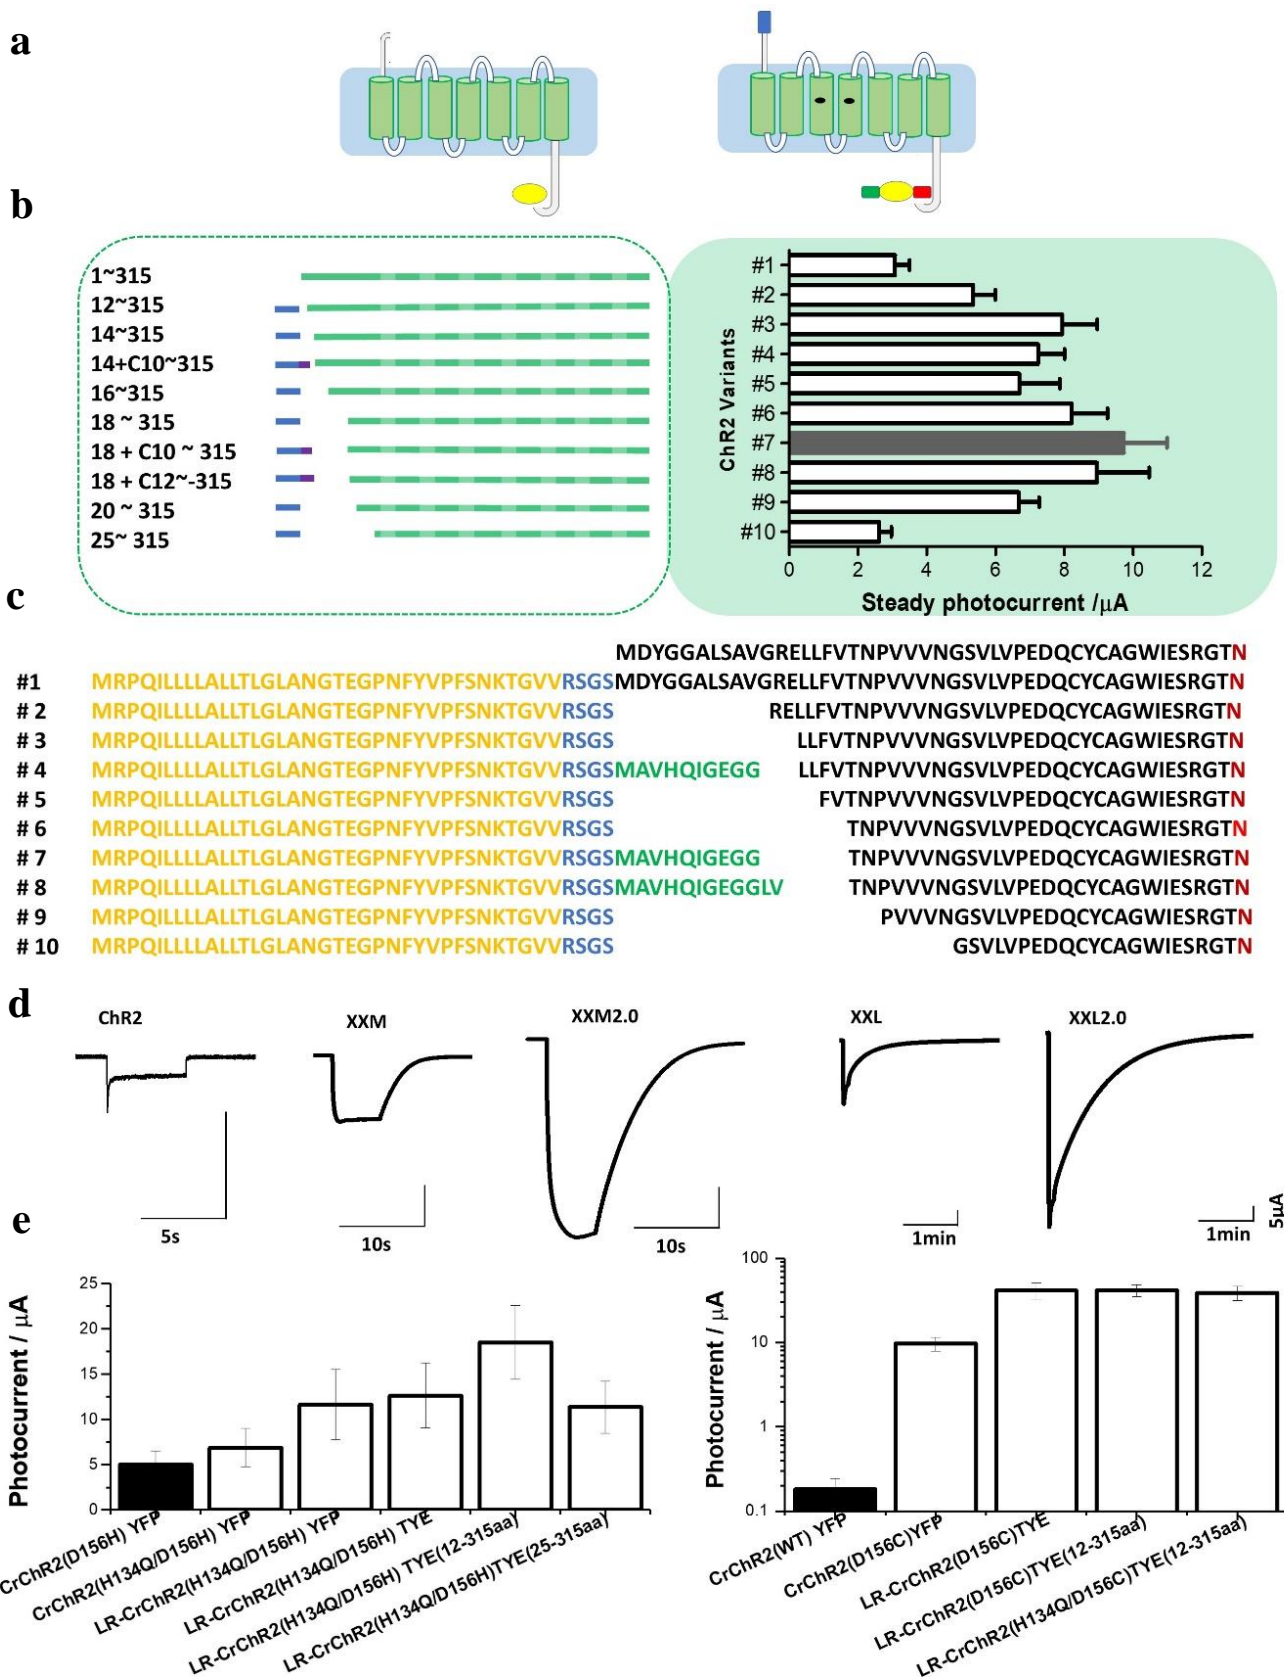 a
b
1~315
12~315
14~315
14+C10~315
16~315
18 ~ 315
18 + C10 ~ 315
18 + C12~-315
20 ~ 315
25~ 315
ChR2 Variants
#1
#2
#3
#4
#5
#6
#7
#8
#9
#10
0 2 4 6 8 10 12
Steady photocurrent /μA
c
MDYGGALSAVGRELLFVTNPVVVNGSVLVPEDQCYCAGWIESRGTN
#1 MRPQILLLLALLTLGLANGTEGPNFYVPFSNKTGVVRSGSMDYGGALSAVGRELLFVTNPVVVNGSVLVPEDQCYCAGWIESRGTN
# 2 MRPQILLLLALLTLGLANGTEGPNFYVPFSNKTGVVRSGS RELLFVTNPVVVNGSVLVPEDQCYCAGWIESRGTN
# 3 MRPQILLLLALLTLGLANGTEGPNFYVPFSNKTGVVRSGS LLFVTNPVVVNGSVLVPEDQCYCAGWIESRGTN
# 4 MRPQILLLLALLTLGLANGTEGPNFYVPFSNKTGVVRSGSMAVHQIGEGG LLFVTNPVVVNGSVLVPEDQCYCAGWIESRGTN
# 5 MRPQILLLLALLTLGLANGTEGPNFYVPFSNKTGVVRSGS FVTNPVVVNGSVLVPEDQCYCAGWIESRGTN
# 6 MRPQILLLLALLTLGLANGTEGPNFYVPFSNKTGVVRSGS TNPVVVNGSVLVPEDQCYCAGWIESRGTN
# 7 MRPQILLLLALLTLGLANGTEGPNFYVPFSNKTGVVRSGSMAVHQIGEGG TNPVVVNGSVLVPEDQCYCAGWIESRGTN
# 8 MRPQILLLLALLTLGLANGTEGPNFYVPFSNKTGVVRSGSMAVHQIGEGGLV TNPVVVNGSVLVPEDQCYCAGWIESRGTN
# 9 MRPQILLLLALLTLGLANGTEGPNFYVPFSNKTGVVRSGS PVVVNGSVLVPEDQCYCAGWIESRGTN
# 10 MRPQILLLLALLTLGLANGTEGPNFYVPFSNKTGVVRSGS GSVLVPEDQCYCAGWIESRGTN
d
ChR2 XXM XXM2.0 XXL XXL2.0
5s 10s 10s 1min 1min 5μA
e
Photocurrent / μA
25
20
15
10
5
0
CrChR2(D156H) YFP
CrChR2(H134Q/D156H) YFP
LR-CrChR2(H134Q/D156H) YFP
LR-CrChR2(H134Q/D156H) TYE
LR-CrChR2(H134Q/D156H) TYE(12-315aa)
LR-CrChR2(H134Q/D156H)TYE(25-315aa)
Photocurrent / μA
100
10
1
0.1
CrChR2(WT) YFP
CrChR2(D156C)YFP
LR-CrChR2(D156C)TYE
LR-CrChR2(D156C)TYE(12-315aa)
LR-CrChR2(H134Q/D156C)TYE(12-315aa)